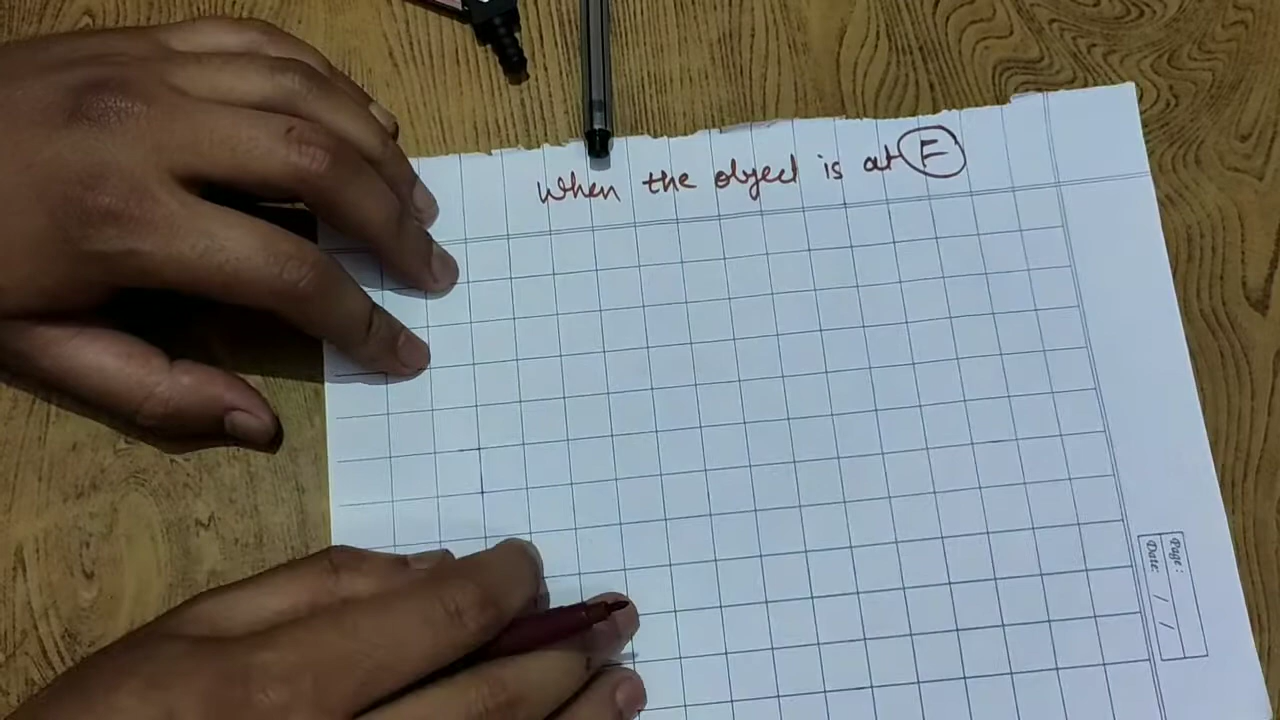 When the object is at F
Page:
Date: / /